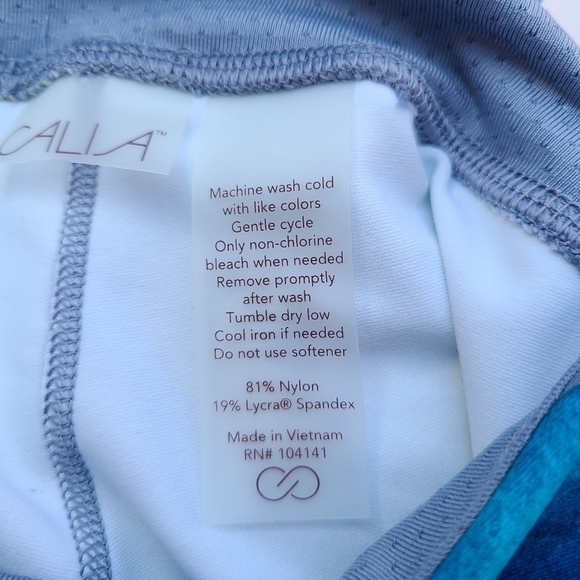 CALIA™
Machine wash cold
with like colors
Gentle cycle
Only non-chlorine
bleach when needed
Remove promptly
after wash
Tumble dry low
Cool iron if needed
Do not use softener
81% Nylon
19% Lycra® Spandex
Made in Vietnam
RN# 104141